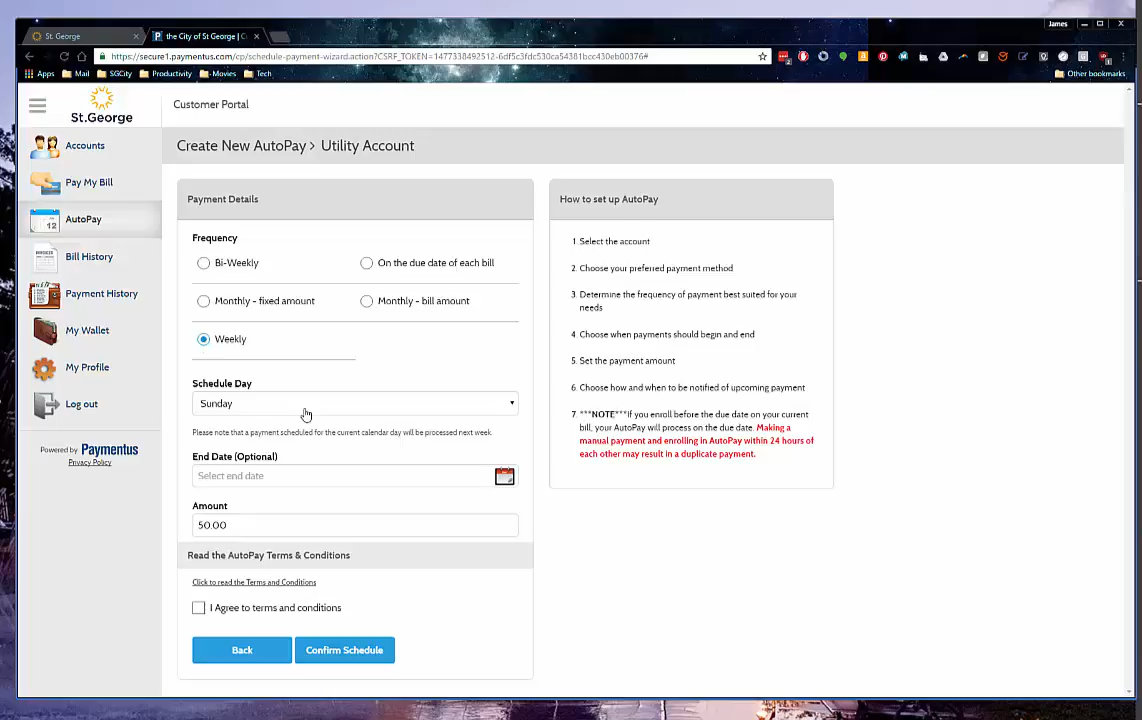 James
St. George
the City of St George | C
https://secure1.paymentus.com/cp/schedule-payment-wizard.action?CSRF_TOKEN=1477338492512-6df5c3fdc530ca54381bcc430eb00376#
Apps Mail SGCity Productivity Movies Tech Other bookmarks
St.George
Customer Portal
Create New AutoPay > Utility Account
Accounts
Pay My Bill
12
AutoPay
INVOICES
Bill History
Payment History
My Wallet
My Profile
Log out
Powered by Paymentus
Privacy Policy
Payment Details
Frequency
Bi-Weekly
On the due date of each bill
Monthly - fixed amount
Monthly - bill amount
Weekly
Schedule Day
Sunday
Please note that a payment scheduled for the current calendar day will be processed next week.
End Date (Optional)
Select end date
Amount
50.00
Read the AutoPay Terms & Conditions
Click to read the Terms and Conditions
I Agree to terms and conditions
Back
Confirm Schedule
How to set up AutoPay
1. Select the account
2. Choose your preferred payment method
3. Determine the frequency of payment best suited for your
needs
4. Choose when payments should begin and end
5. Set the payment amount
6. Choose how and when to be notified of upcoming payment
7. ***NOTE***If you enroll before the due date on your current
bill, your AutoPay will process on the due date. Making a
manual payment and enrolling in AutoPay within 24 hours of
each other may result in a duplicate payment.